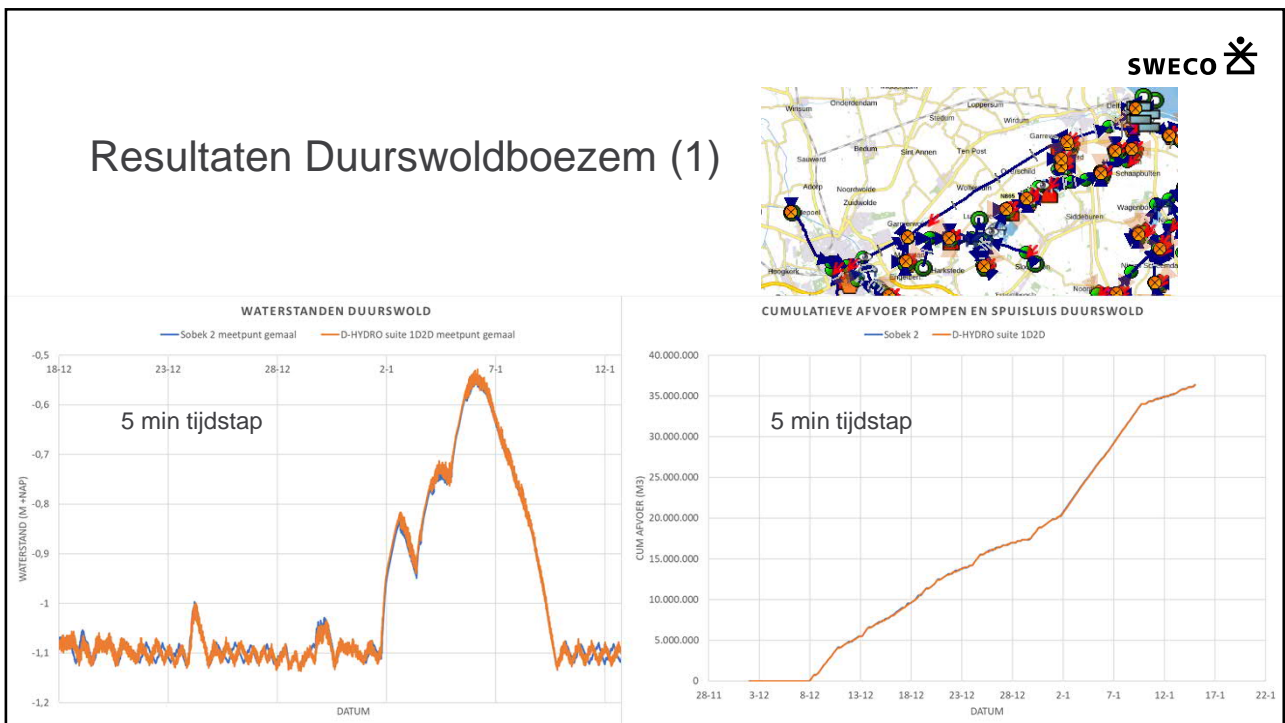 SWECO
Resultaten Duurswoldboezem (1)
Winsum
Onderdendam
Loppersum
Stedum
Wirdum
Garre
Sauwerd
Bedum
Sint Annen
Ten Post
Schaapbulten
Adorp
Noordwolde
Zuidwolde
Siddeburen
Hoogkerk
Harkstede
WATERSTANDEN DUURSWOLD
Sobek 2 meetpunt gemaal D-HYDRO suite 1D2D meetpunt gemaal
-0,5
18-12 23-12 28-12 2-1 7-1 12-1
5 min tijdstap
-0,6
-0,7
-0,8
-0,9
-1
-1,1
-1,2
WATERSTAND (M +NAP)
DATUM
CUMULATIEVE AFVOER POMPEN EN SPUISLUIS DUURSWOLD
Sobek 2 D-HYDRO suite 1D2D
40.000.000
35.000.000
5 min tijdstap
30.000.000
25.000.000
20.000.000
15.000.000
10.000.000
5.000.000
0
CUM AFVOER (M3)
28-11 3-12 8-12 13-12 18-12 23-12 28-12 2-1 7-1 12-1 17-1 22-1
DATUM